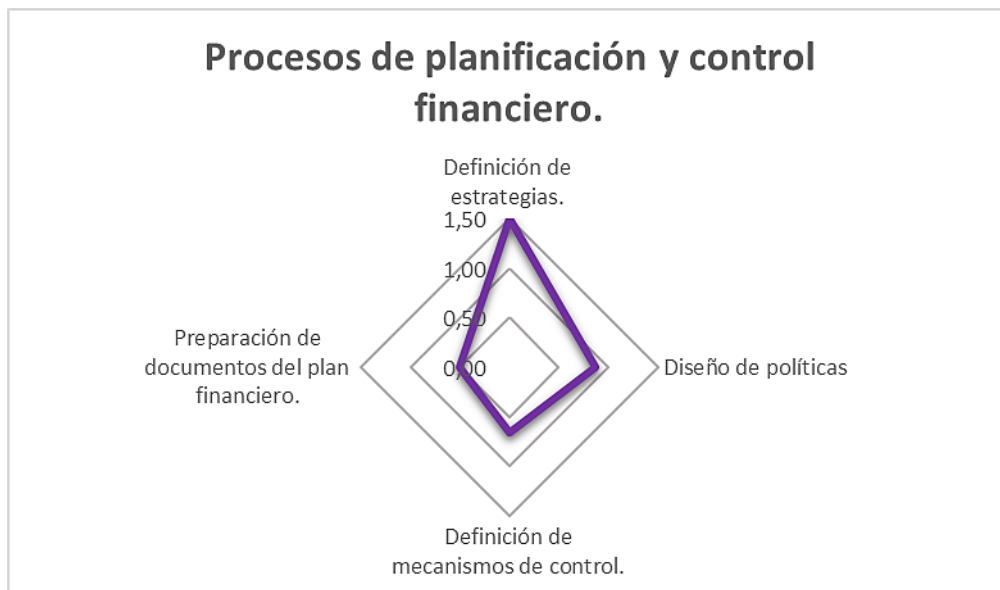 Procesos de planificación y control
financiero.
Definición de
estrategias.
1,50
1,00
0,50
0,00
Preparación de
documentos del plan
financiero.
Diseño de políticas
Definición de
mecanismos de control.